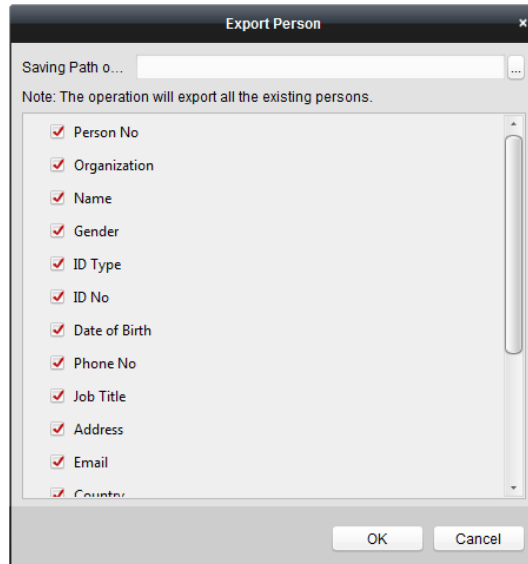 Export Person
×
Saving Path o...
...
Note: The operation will export all the existing persons.
Person No
Organization
Name
Gender
ID Type
ID No
Date of Birth
Phone No
Job Title
Address
Email
Country
OK Cancel